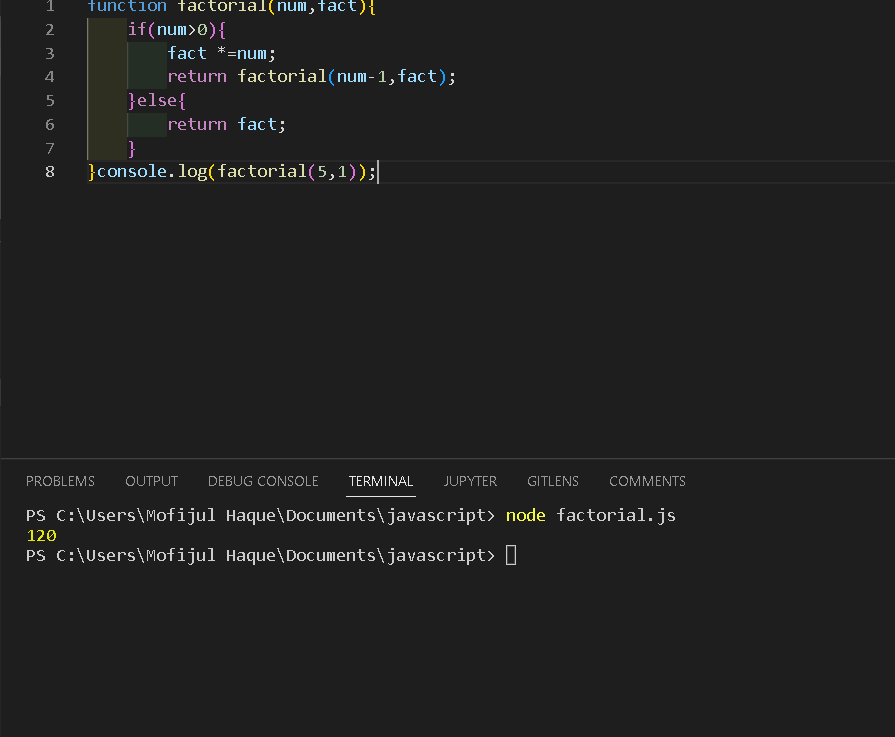 1 function factorial(num,fact){
2 if(num>0){
3 fact *=num;
4 return factorial(num-1,fact);
5 }else{
6 return fact;
7 }
8 }console.log(factorial(5,1));
PROBLEMS OUTPUT DEBUG CONSOLE TERMINAL JUPYTER GITLENS COMMENTS
PS C:\Users\Mofijul Haque\Documents\javascript> node factorial.js
120
PS C:\Users\Mofijul Haque\Documents\javascript>